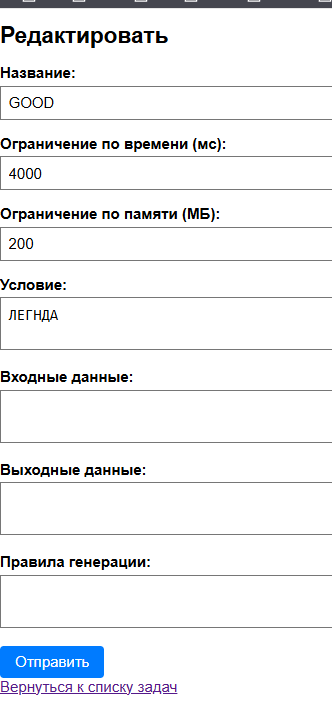 Редактировать
Название:
GOOD
Ограничение по времени (мс):
4000
Ограничение по памяти (МБ):
200
Условие:
ЛЕГНДА
Входные данные:
Выходные данные:
Правила генерации:
Отправить
Вернуться к списку задач